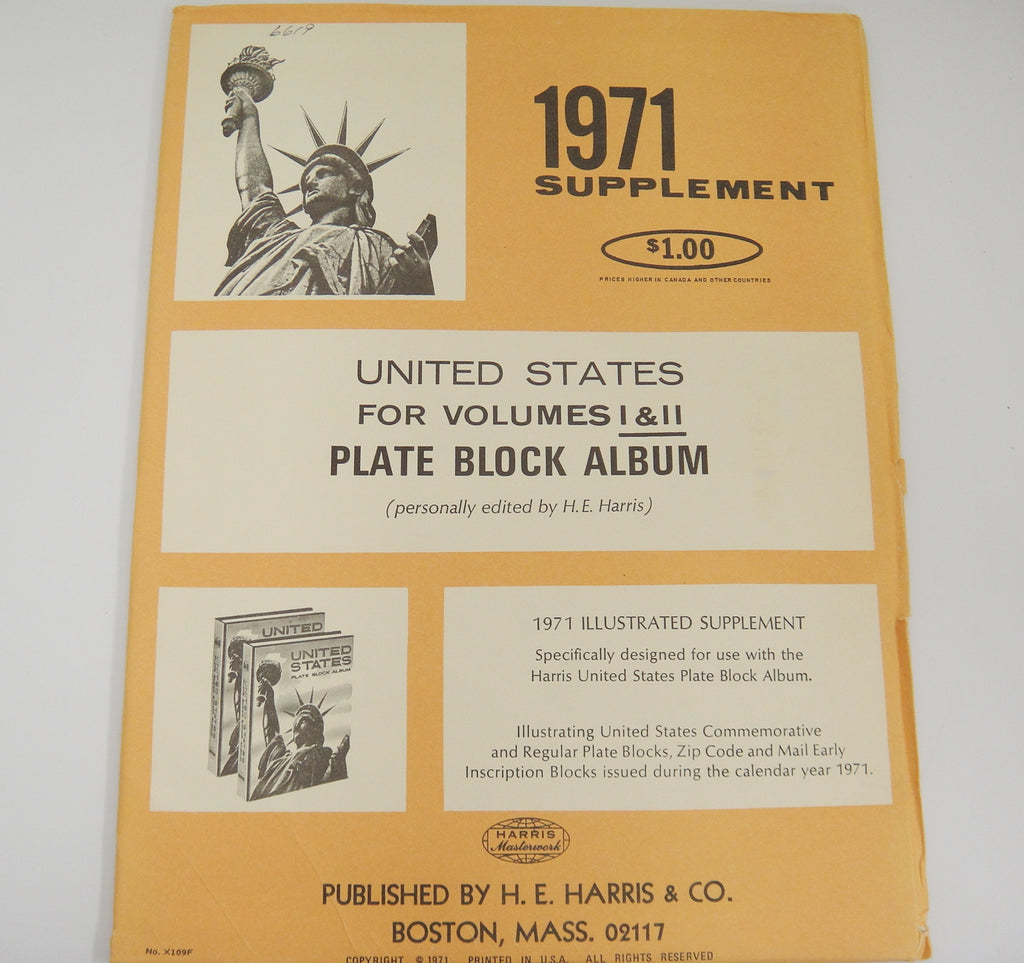 6619
1971
SUPPLEMENT
$1.00
PRICES HIGHER IN CANADA AND OTHER COUNTRIES
UNITED STATES
FOR VOLUMES I & II
PLATE BLOCK ALBUM
(personally edited by H. E. Harris)
UNITED
UNITED
STATES
PLATE BLOCK ALBUM
1971 ILLUSTRATED SUPPLEMENT
Specifically designed for use with the
Harris United States Plate Block Album.
Illustrating United States Commemorative
and Regular Plate Blocks, Zip Code and Mail Early
Inscription Blocks issued during the calendar year 1971.
HARRIS
Masterwork
PUBLISHED BY H. E. HARRIS & CO.
BOSTON, MASS. 02117
No. X109F
COPYRIGHT © 1971 PRINTED IN U.S.A. ALL RIGHTS RESERVED